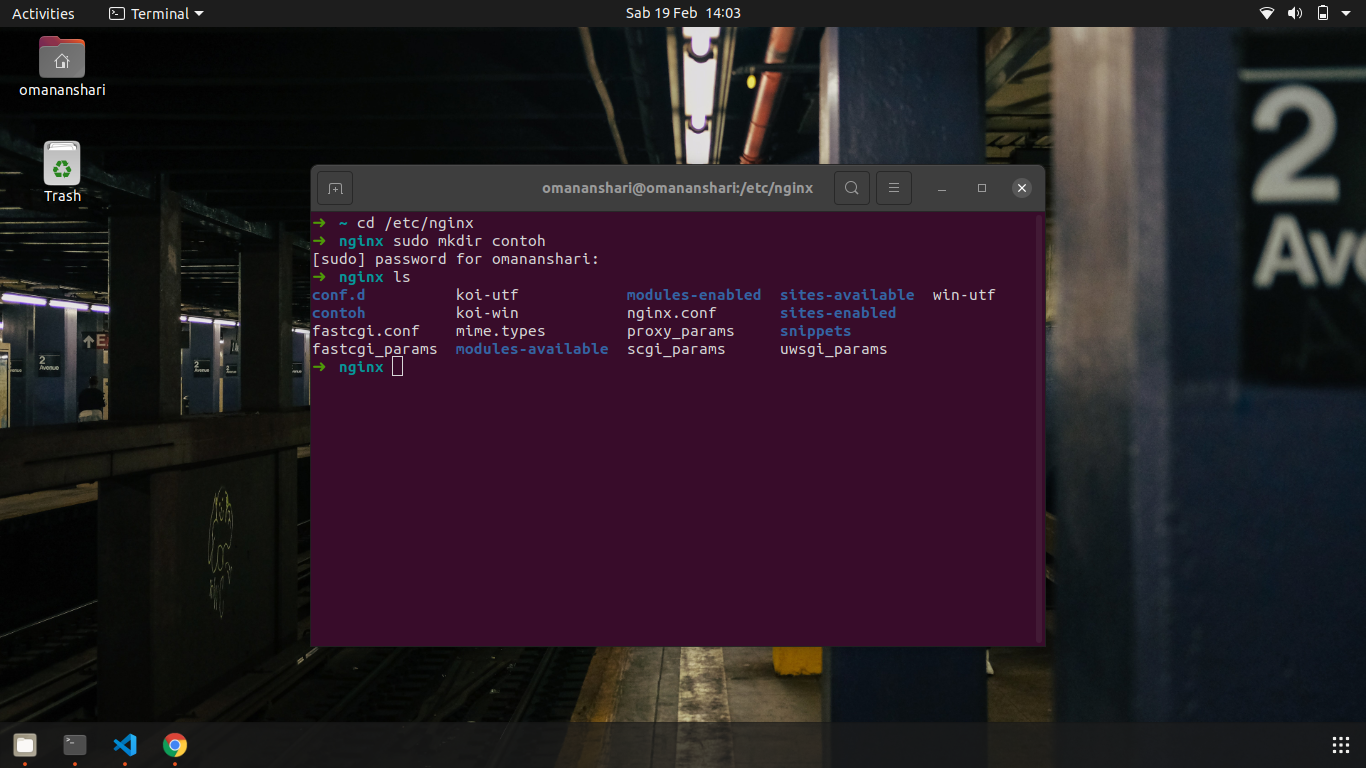 Activities Terminal Sab 19 Feb 14:03
omananshari
Trash
2
Ave
omananshari@omananshari:/etc/nginx
➜ ~ cd /etc/nginx
➜ nginx sudo mkdir contoh
[sudo] password for omananshari:
➜ nginx ls
conf.d koi-utf modules-enabled sites-available win-utf
contoh koi-win nginx.conf sites-enabled
fastcgi.conf mime.types proxy_params snippets
fastcgi_params modules-available scgi_params uwsgi_params
➜ nginx
2
Avenue
2
Avenue